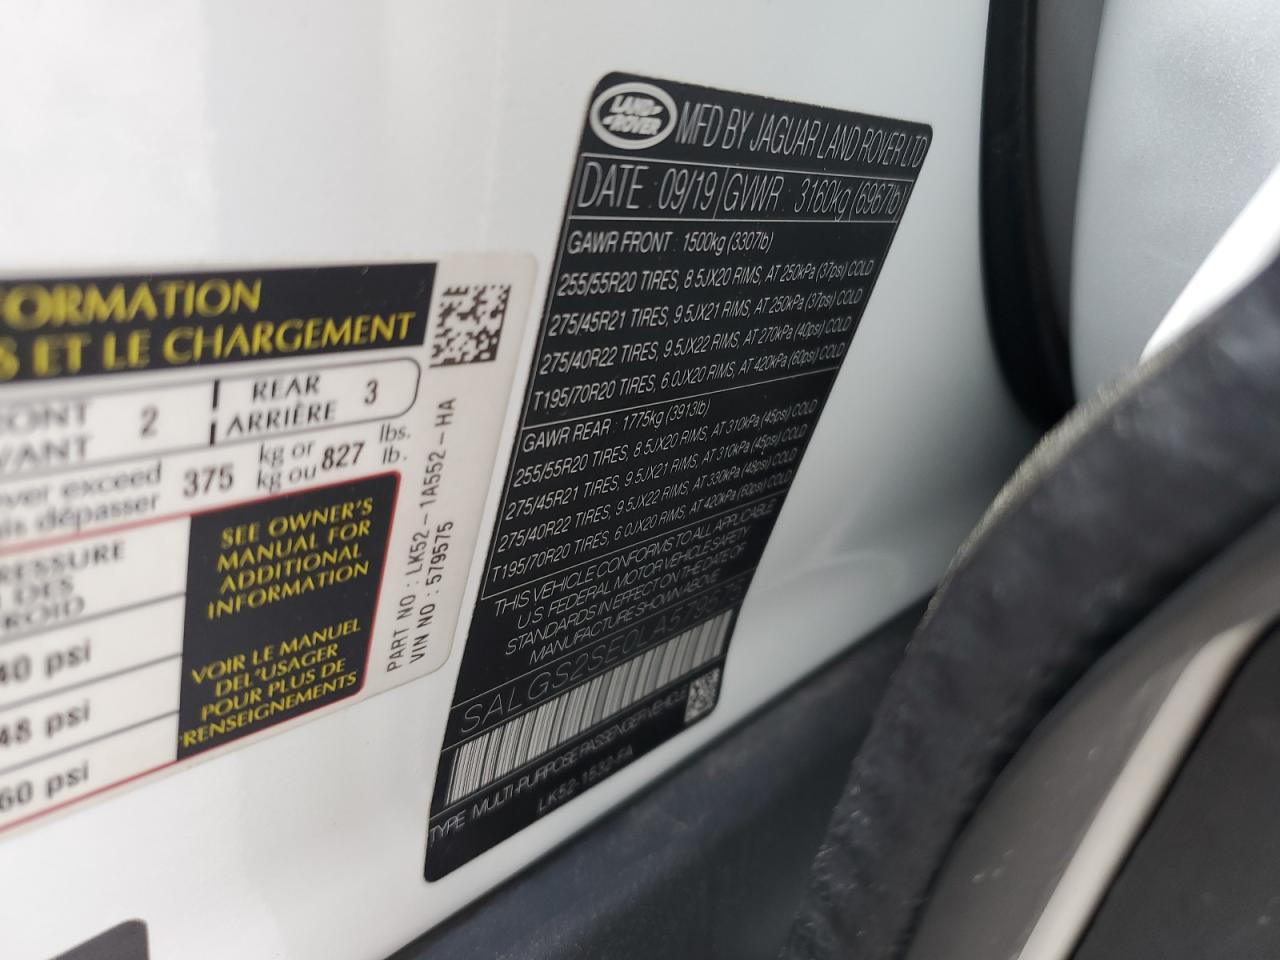 FORMATION
S ET LE CHARGEMENT
2
REAR
ARRIÈRE 3
375 kg or
kg ou 827 lbs.
lb.
exceed
dépasser
SEE OWNER'S
MANUAL FOR
ADDITIONAL
INFORMATION
VOIR LE MANUEL
DEL'USAGER
POUR PLUS DE
RENSEIGNEMENTS
DES
40 psi
48 psi
60 psi
PART NO : LK52-1A552-HA
VIN NO : 579575
LAND ROVER
MFD BY JAGUAR LAND ROVER LTD
DATE : 09/19 GVWR : 3160kg (6967lb)
GAWR FRONT : 1500kg (3307lb)
255/55R20 TIRES, 8.5JX20 RIMS, AT 250kPa (37psi) COLD
275/45R21 TIRES, 9.5JX21 RIMS, AT 250kPa (37psi) COLD
275/40R22 TIRES, 9.5JX22 RIMS, AT 270kPa (40psi) COLD
T195/70R20 TIRES, 6.0JX20 RIMS, AT 420kPa (60psi) COLD
GAWR REAR : 1775kg (3913lb)
255/55R20 TIRES, 8.5JX20 RIMS, AT 310kPa (45psi) COLD
275/45R21 TIRES, 9.5JX21 RIMS, AT 310kPa (45psi) COLD
275/40R22 TIRES, 9.5JX22 RIMS, AT 330kPa (48psi) COLD
T195/70R20 TIRES, 6.0JX20 RIMS, AT 420kPa (60psi) COLD
THIS VEHICLE CONFORMS TO ALL APPLICABLE
U.S. FEDERAL MOTOR VEHICLE SAFETY
STANDARDS IN EFFECT ON THE DATE OF
MANUFACTURE SHOWN ABOVE
SALGS2SE0LA579575
TYPE MULTI-PURPOSE PASSENGER VEHICLE
LK52-1532-FA